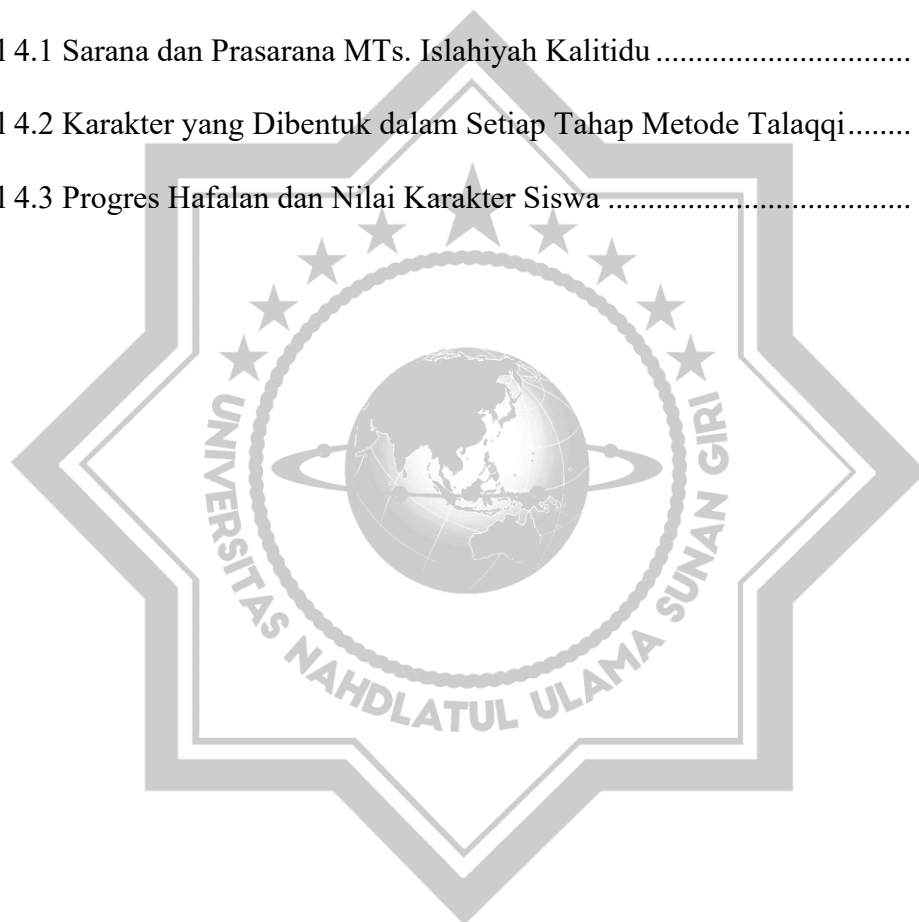 l 4.1 Sarana dan Prasarana MTs. Islahiyah Kalitidu ..............................
l 4.2 Karakter yang Dibentuk dalam Setiap Tahap Metode Talaqqi........
l 4.3 Progres Hafalan dan Nilai Karakter Siswa ...................................
UNIVERSITAS NAHDLATUL ULAMA SUNAN GIRI